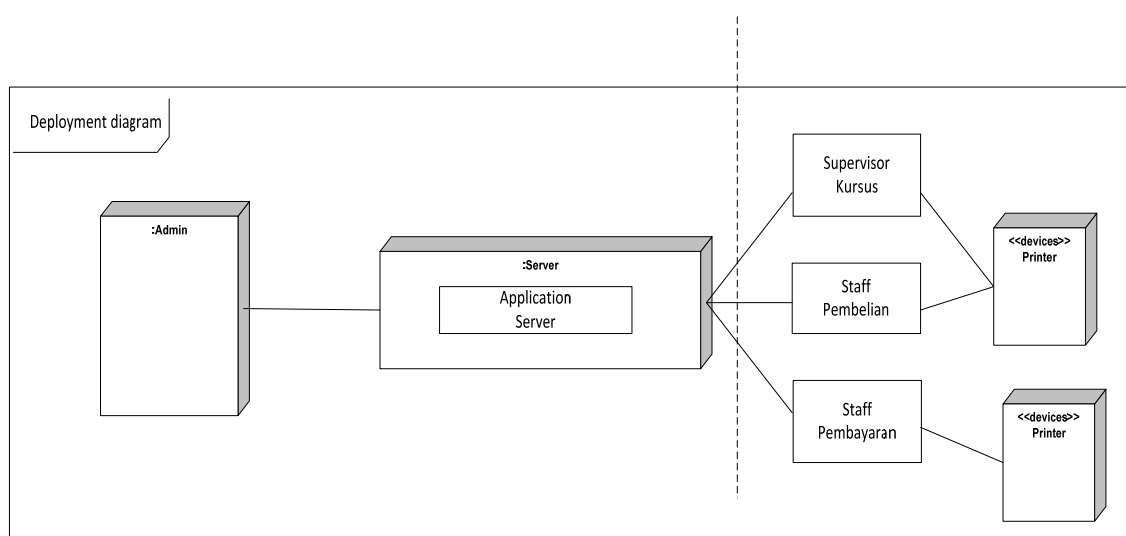 Deployment diagram
:Admin
:Server
Application
Server
Supervisor
Kursus
Staff
Pembelian
Staff
Pembayaran
<<devices>>
Printer
<<devices>>
Printer